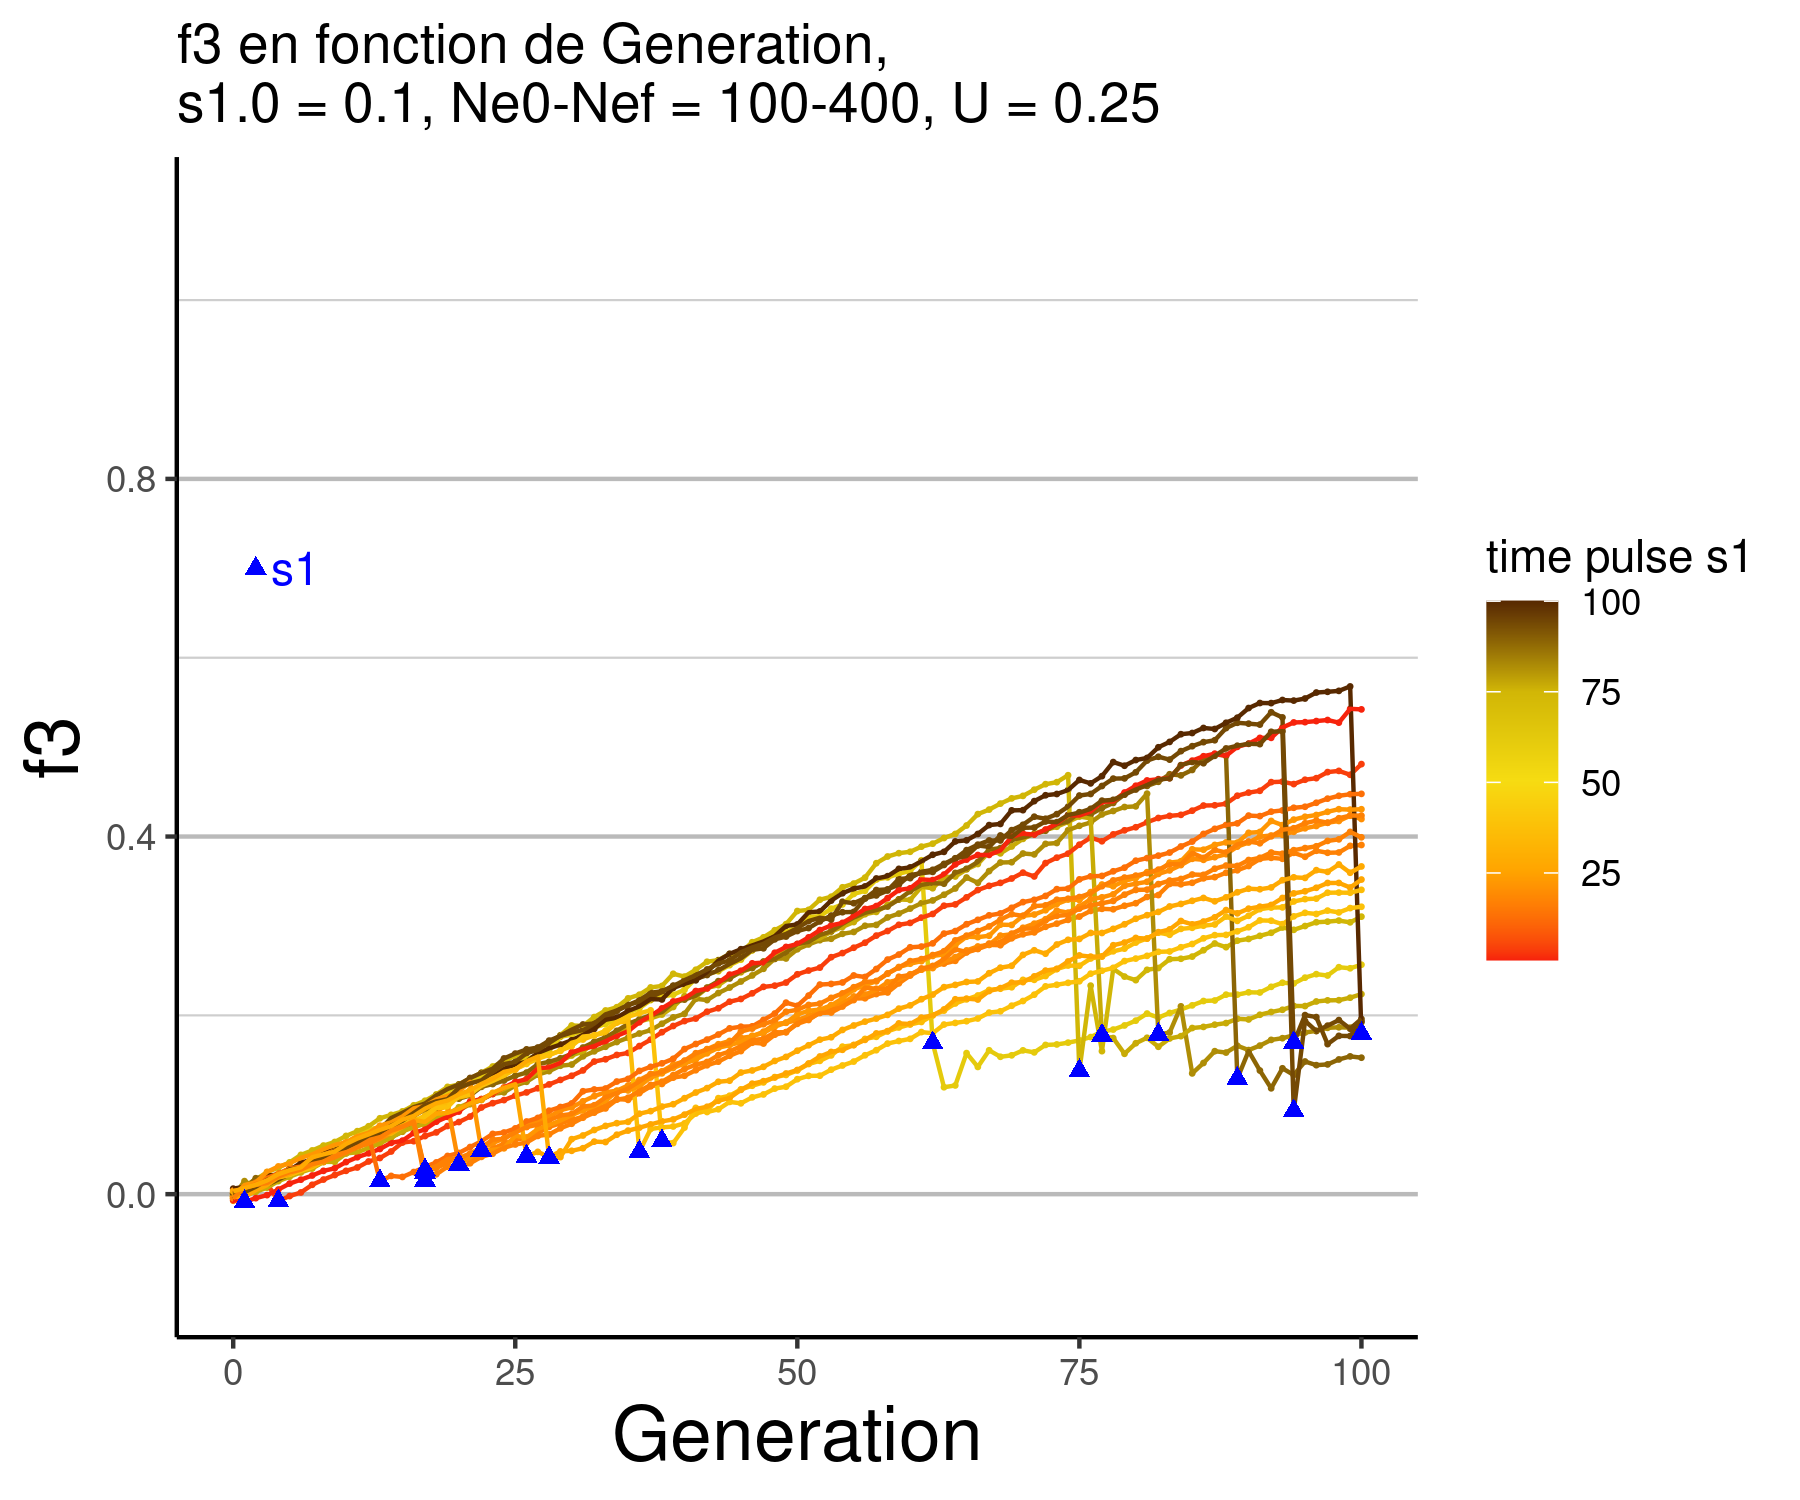 f3 en fonction de Generation,
s1.0 = 0.1, Ne0-Nef = 100-400, U = 0.25
f3
0.8
0.4
0.0
s1
0
25
50
75
100
Generation
time pulse s1
100
75
50
25